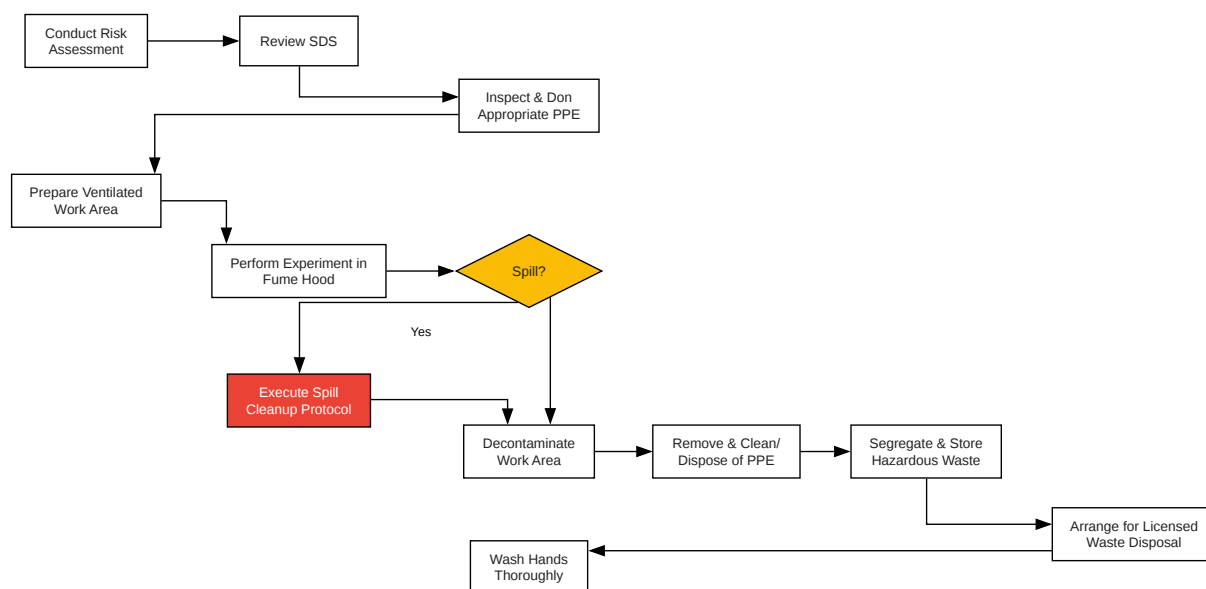 Conduct Risk
Assessment
Review SDS
Inspect & Don
Appropriate PPE
Prepare Ventilated
Work Area
Perform Experiment in
Fume Hood
Spill?
Yes
Execute Spill
Cleanup Protocol
Decontaminate
Work Area
Remove & Clean/
Dispose of PPE
Segregate & Store
Hazardous Waste
Arrange for Licensed
Waste Disposal
Wash Hands
Thoroughly